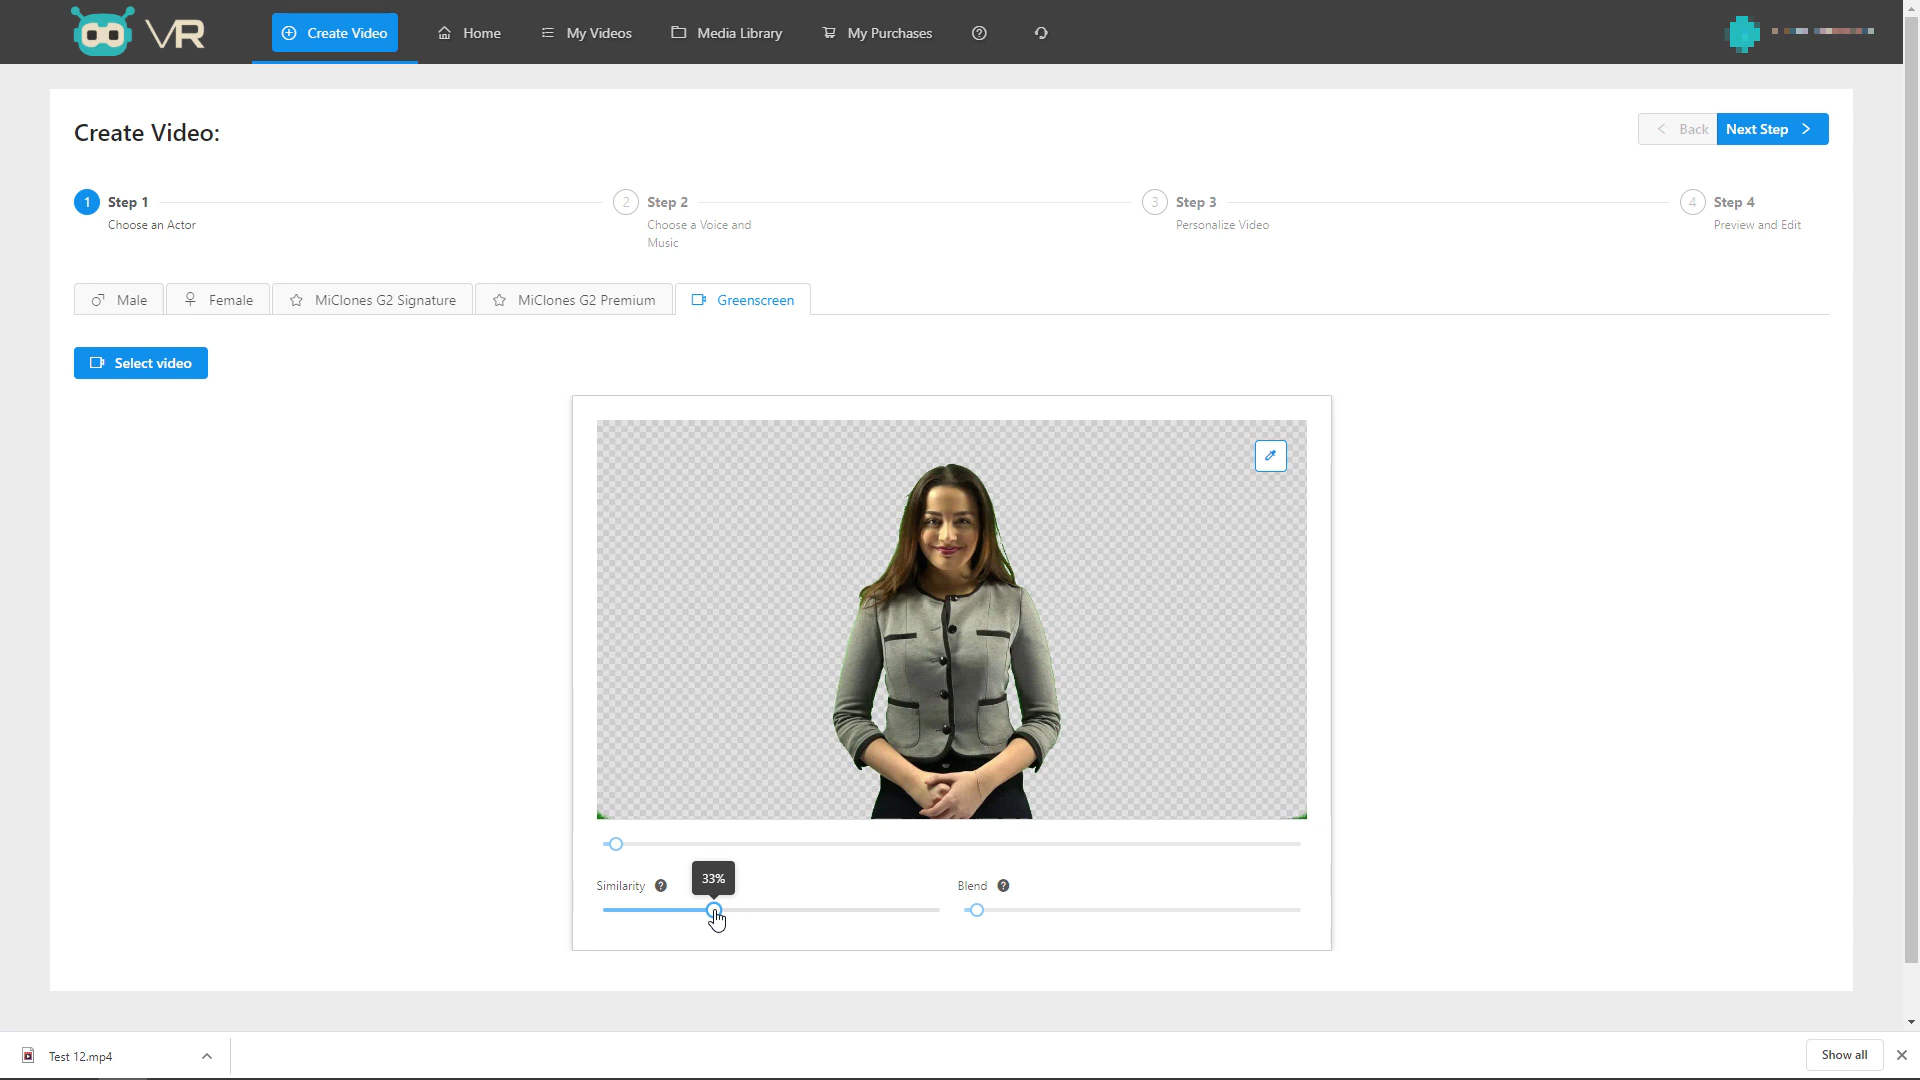 VR
Create Video
Home
My Videos
Media Library
My Purchases
Create Video:
Back
Next Step
1
Step 1
Choose an Actor
2
Step 2
Choose a Voice and
Music
3
Step 3
Personalize Video
4
Step 4
Preview and Edit
Male
Female
MiClones G2 Signature
MiClones G2 Premium
Greenscreen
Select video
33%
Similarity ?
Blend ?
Test 12.mp4
Show all